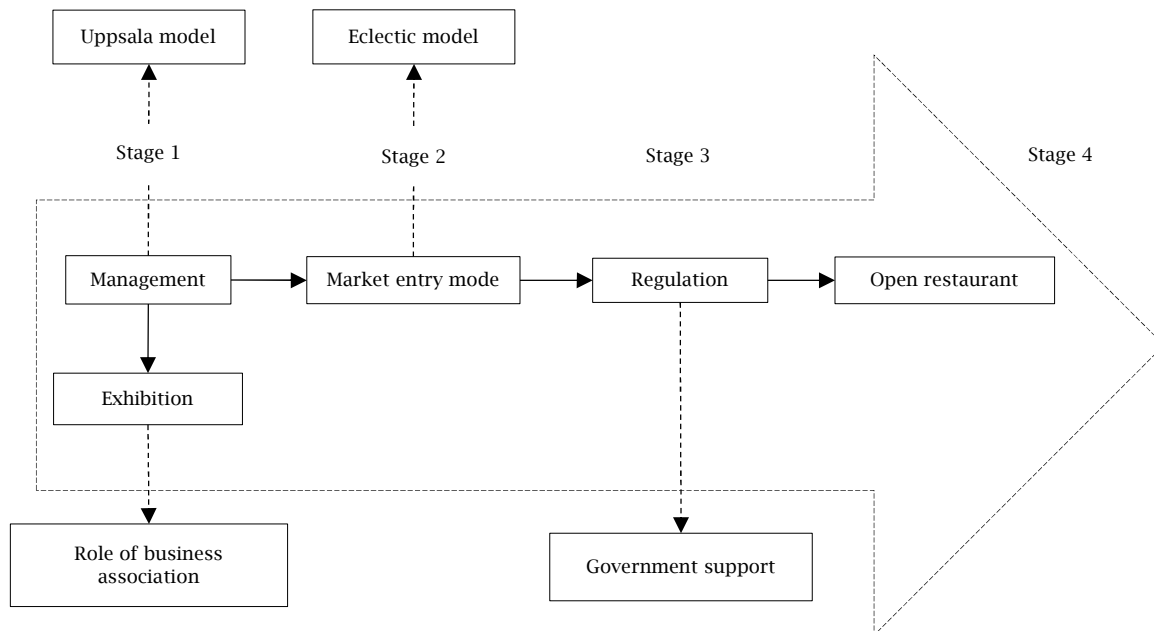 Uppsala model
Eclectic model
Stage 1
Stage 2
Stage 3
Stage 4
Management
Market entry mode
Regulation
Open restaurant
Exhibition
Role of business
association
Government support